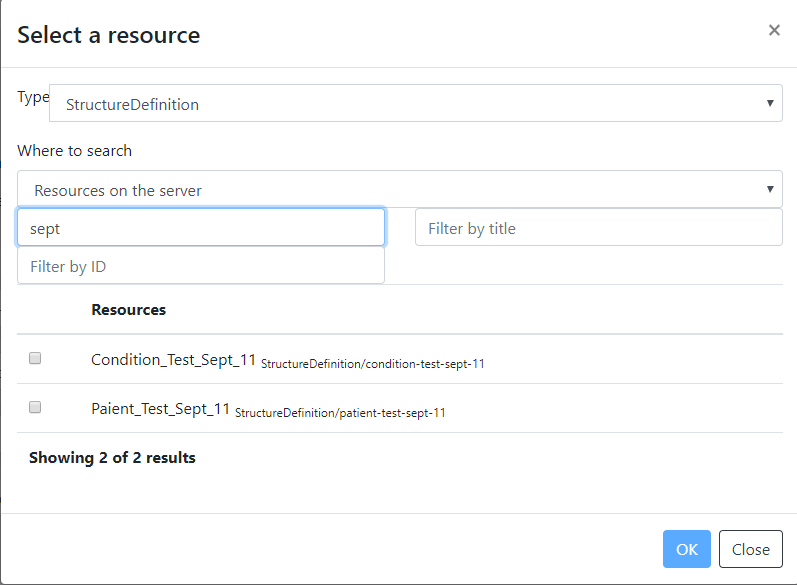 Select a resource
×
Type StructureDefinition
Where to search
Resources on the server
sept Filter by title
Filter by ID
Resources
Condition_Test_Sept_11 StructureDefinition/condition-test-sept-11
Paient_Test_Sept_11 StructureDefinition/patient-test-sept-11
Showing 2 of 2 results
OK Close